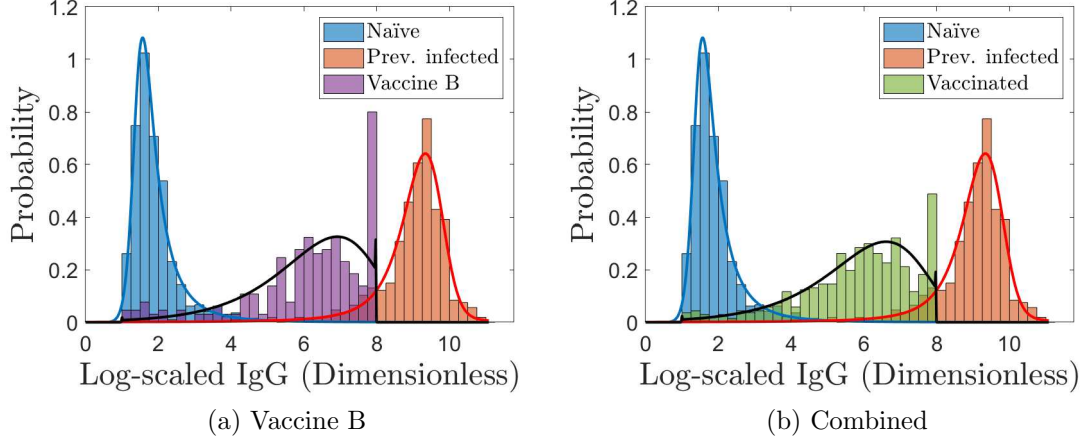 1.2
1
0.8
0.6
0.4
0.2
0
Probability
Naïve
Prev. infected
Vaccine B
0 2 4 6 8 10
Log-scaled IgG (Dimensionless)
(a) Vaccine B
1.2
1
0.8
0.6
0.4
0.2
0
Probability
Naïve
Prev. infected
Vaccinated
0 2 4 6 8 10
Log-scaled IgG (Dimensionless)
(b) Combined